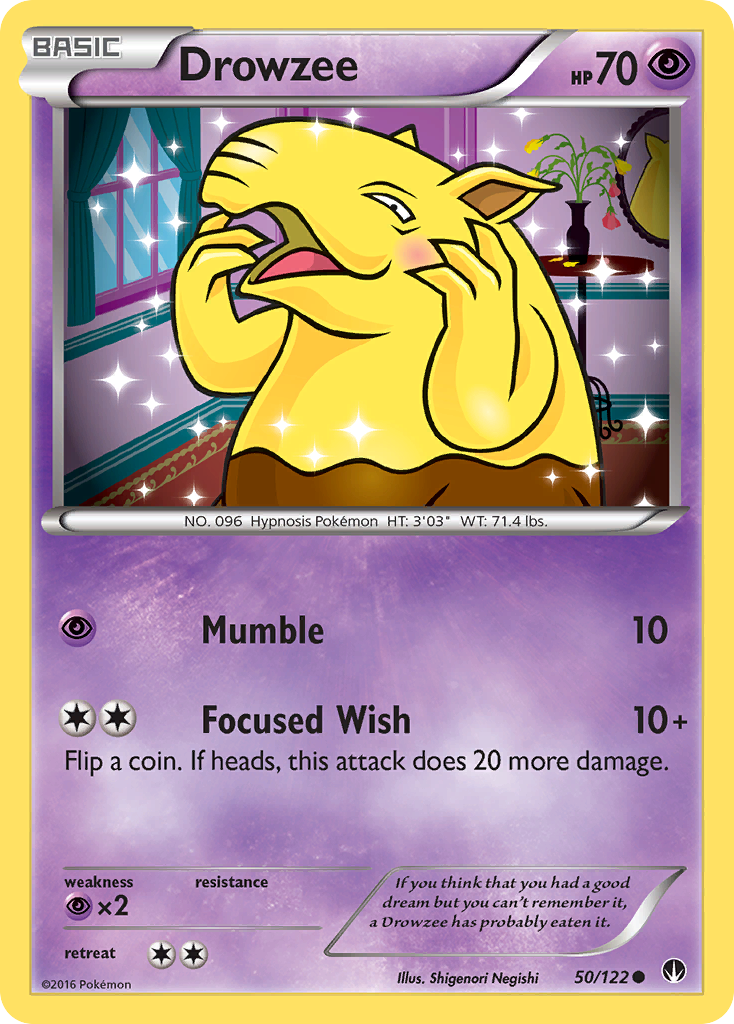 BASIC
Drowzee
HP 70
NO. 096 Hypnosis Pokémon HT: 3'03" WT: 71.4 lbs.
Mumble 10
Focused Wish 10+
Flip a coin. If heads, this attack does 20 more damage.
weakness resistance
×2
retreat
If you think that you had a good
dream but you can't remember it,
a Drowzee has probably eaten it.
©2016 Pokémon
Illus. Shigenori Negishi
50/122